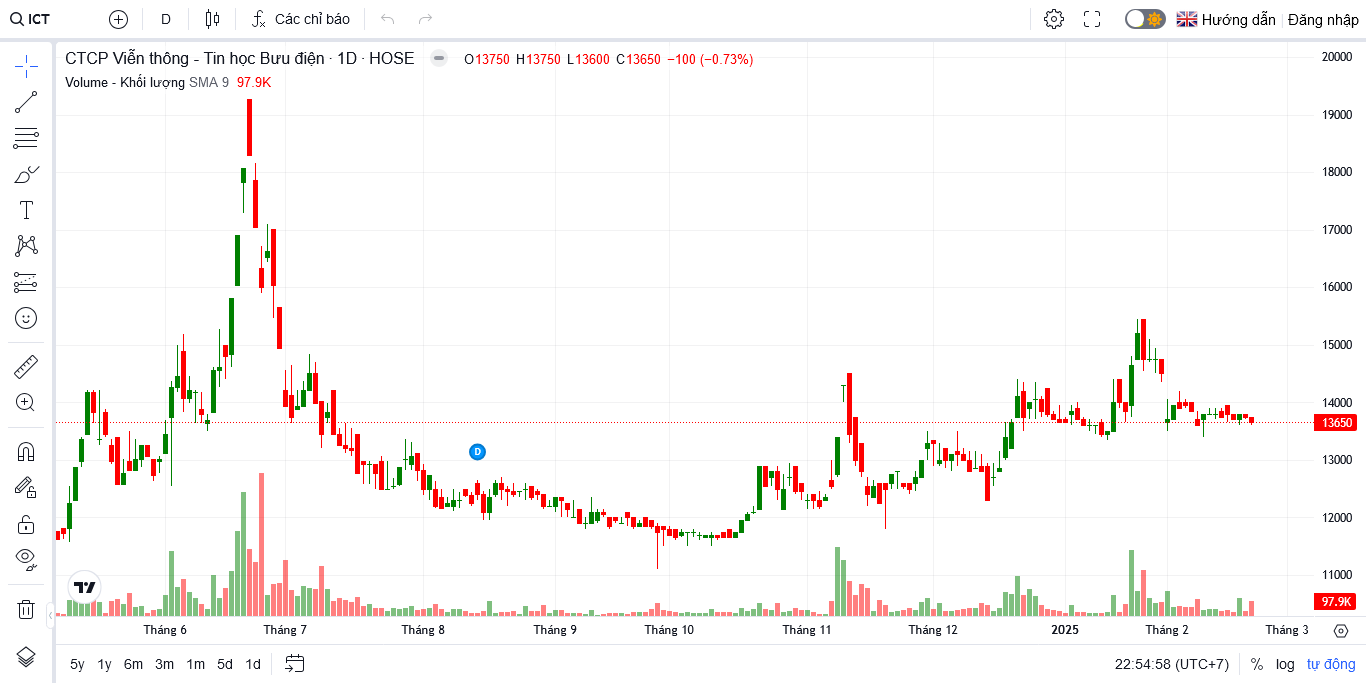 ICT D Các chỉ báo Hướng dẫn Đăng nhập
CTCP Viễn thông - Tin học Bưu điện · 1D · HOSE O13750 H13750 L13600 C13650 −100 (−0.73%)
Volume - Khối lượng SMA 9 97.9K
20000
19000
18000
17000
16000
15000
14000
13650
13000
12000
11000
97.9K
D
Tháng 6 Tháng 7 Tháng 8 Tháng 9 Tháng 10 Tháng 11 Tháng 12 2025 Tháng 2 Tháng 3
5y 1y 6m 3m 1m 5d 1d 22:54:58 (UTC+7) % log tự động